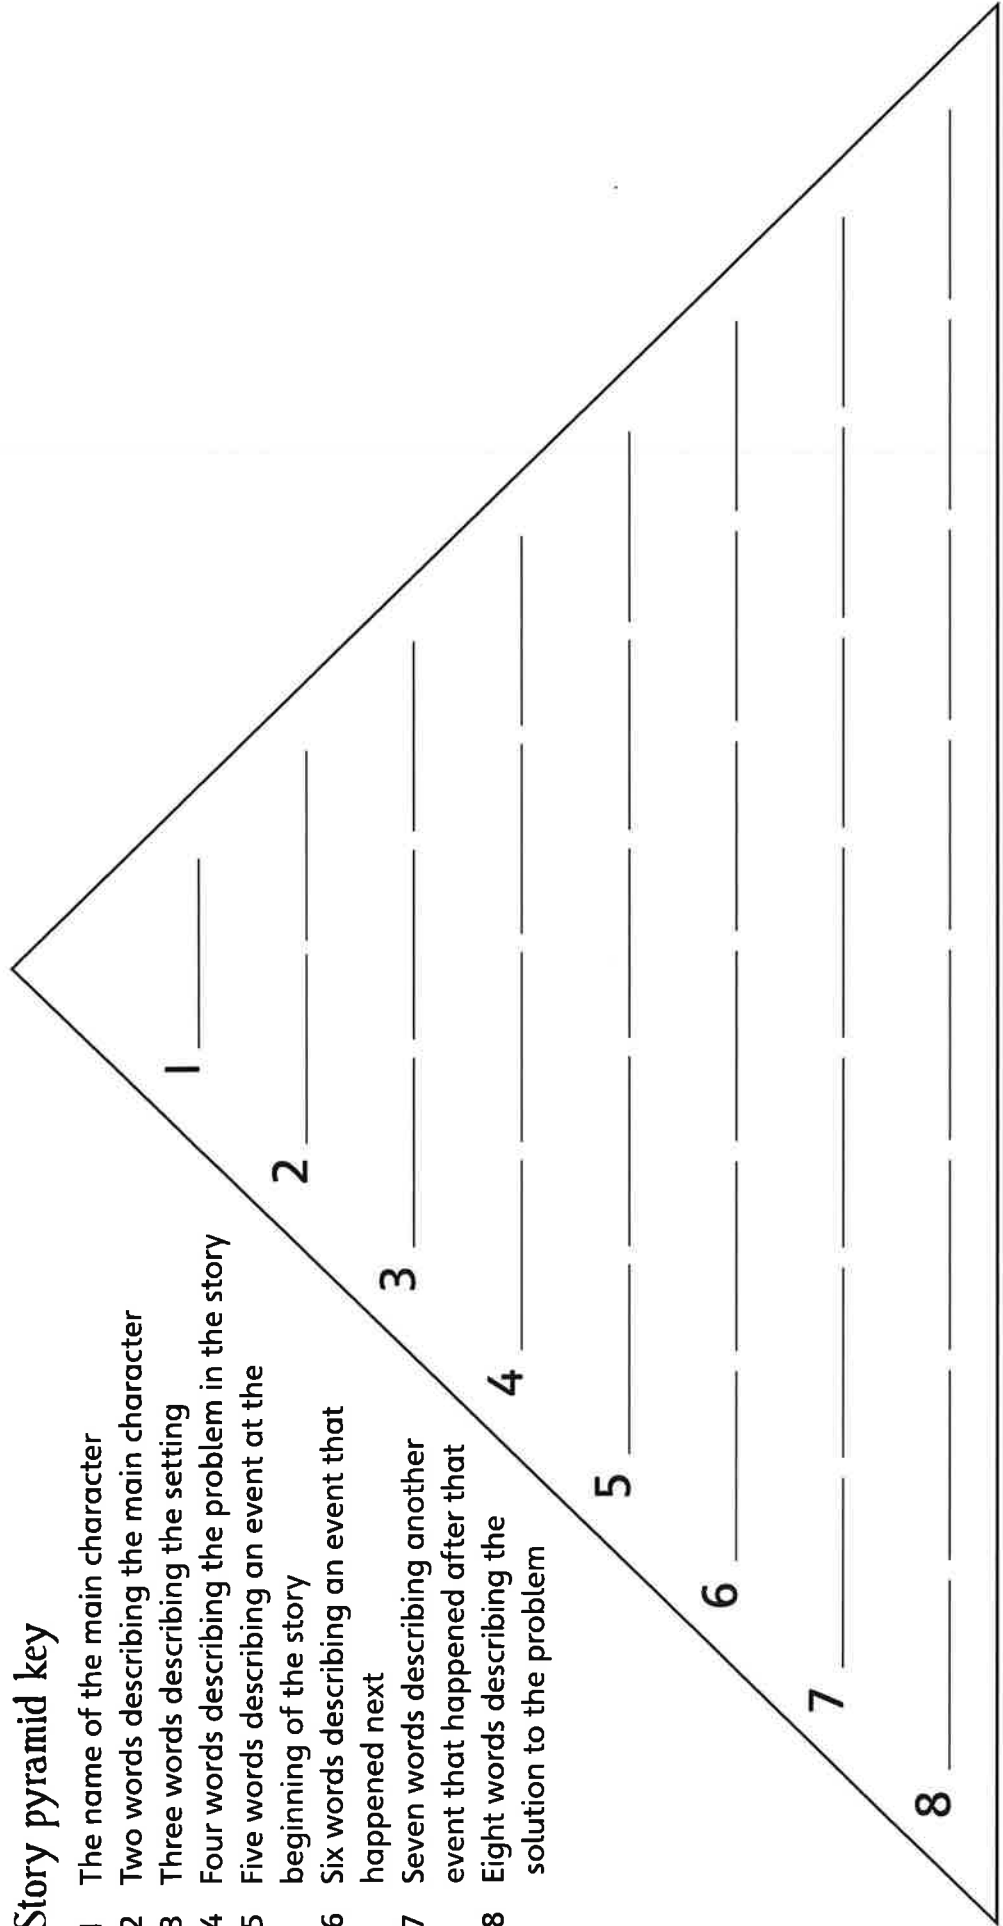 Story pyramid key
1 The name of the main character
2 Two words describing the main character
3 Three words describing the setting
4 Four words describing the problem in the story
5 Five words describing an event at the
beginning of the story
6 Six words describing an event that
happened next
7 Seven words describing another
event that happened after that
8 Eight words describing the
solution to the problem
1
2
3
4
5
6
7
8